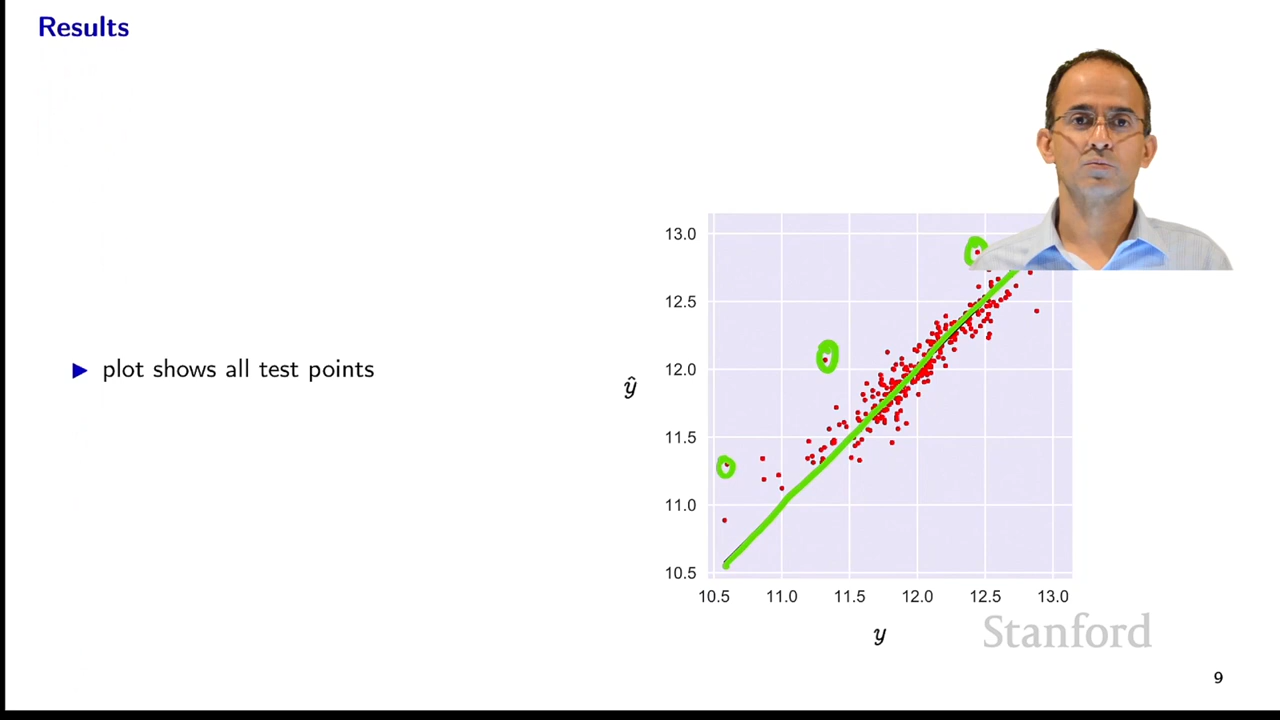 Results
▶ plot shows all test points
13.0
12.5
12.0
ŷ
11.5
11.0
10.5
10.5 11.0 11.5 12.0 12.5 13.0
y
Stanford
9